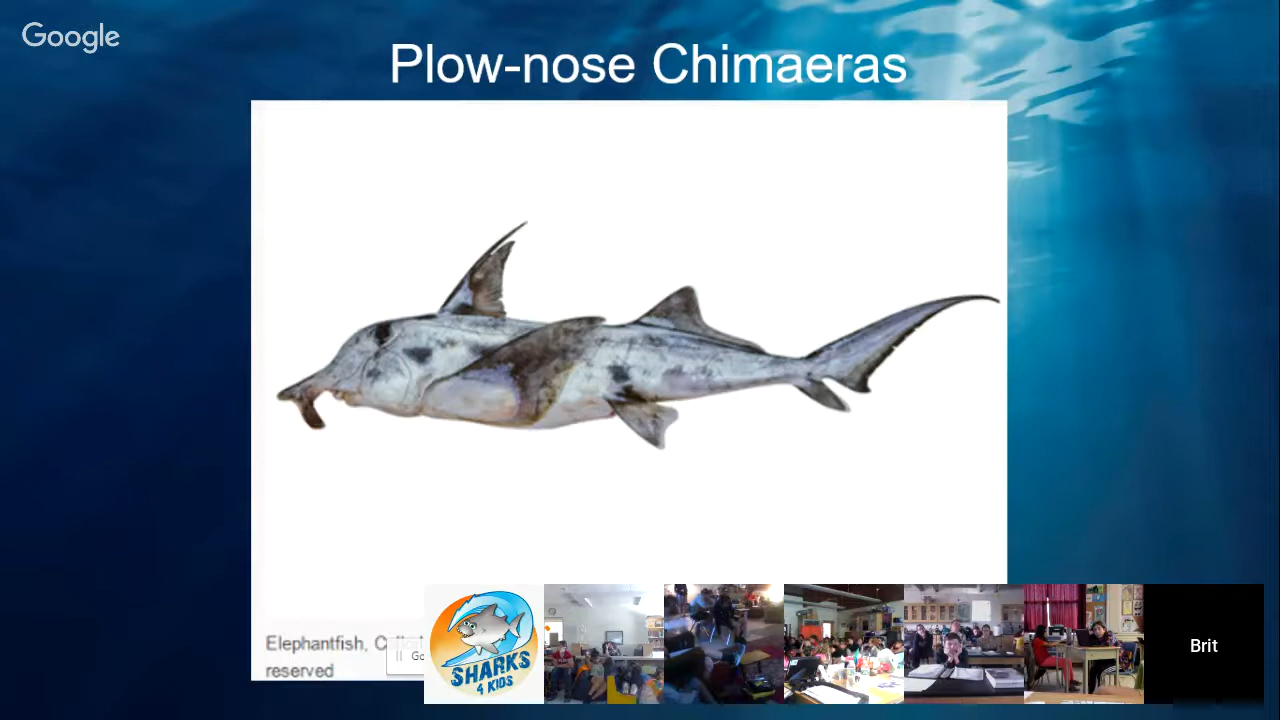 Google
Plow-nose Chimaeras
Elephantfish,
reserved
SHARKS
4 KIDS
Brit